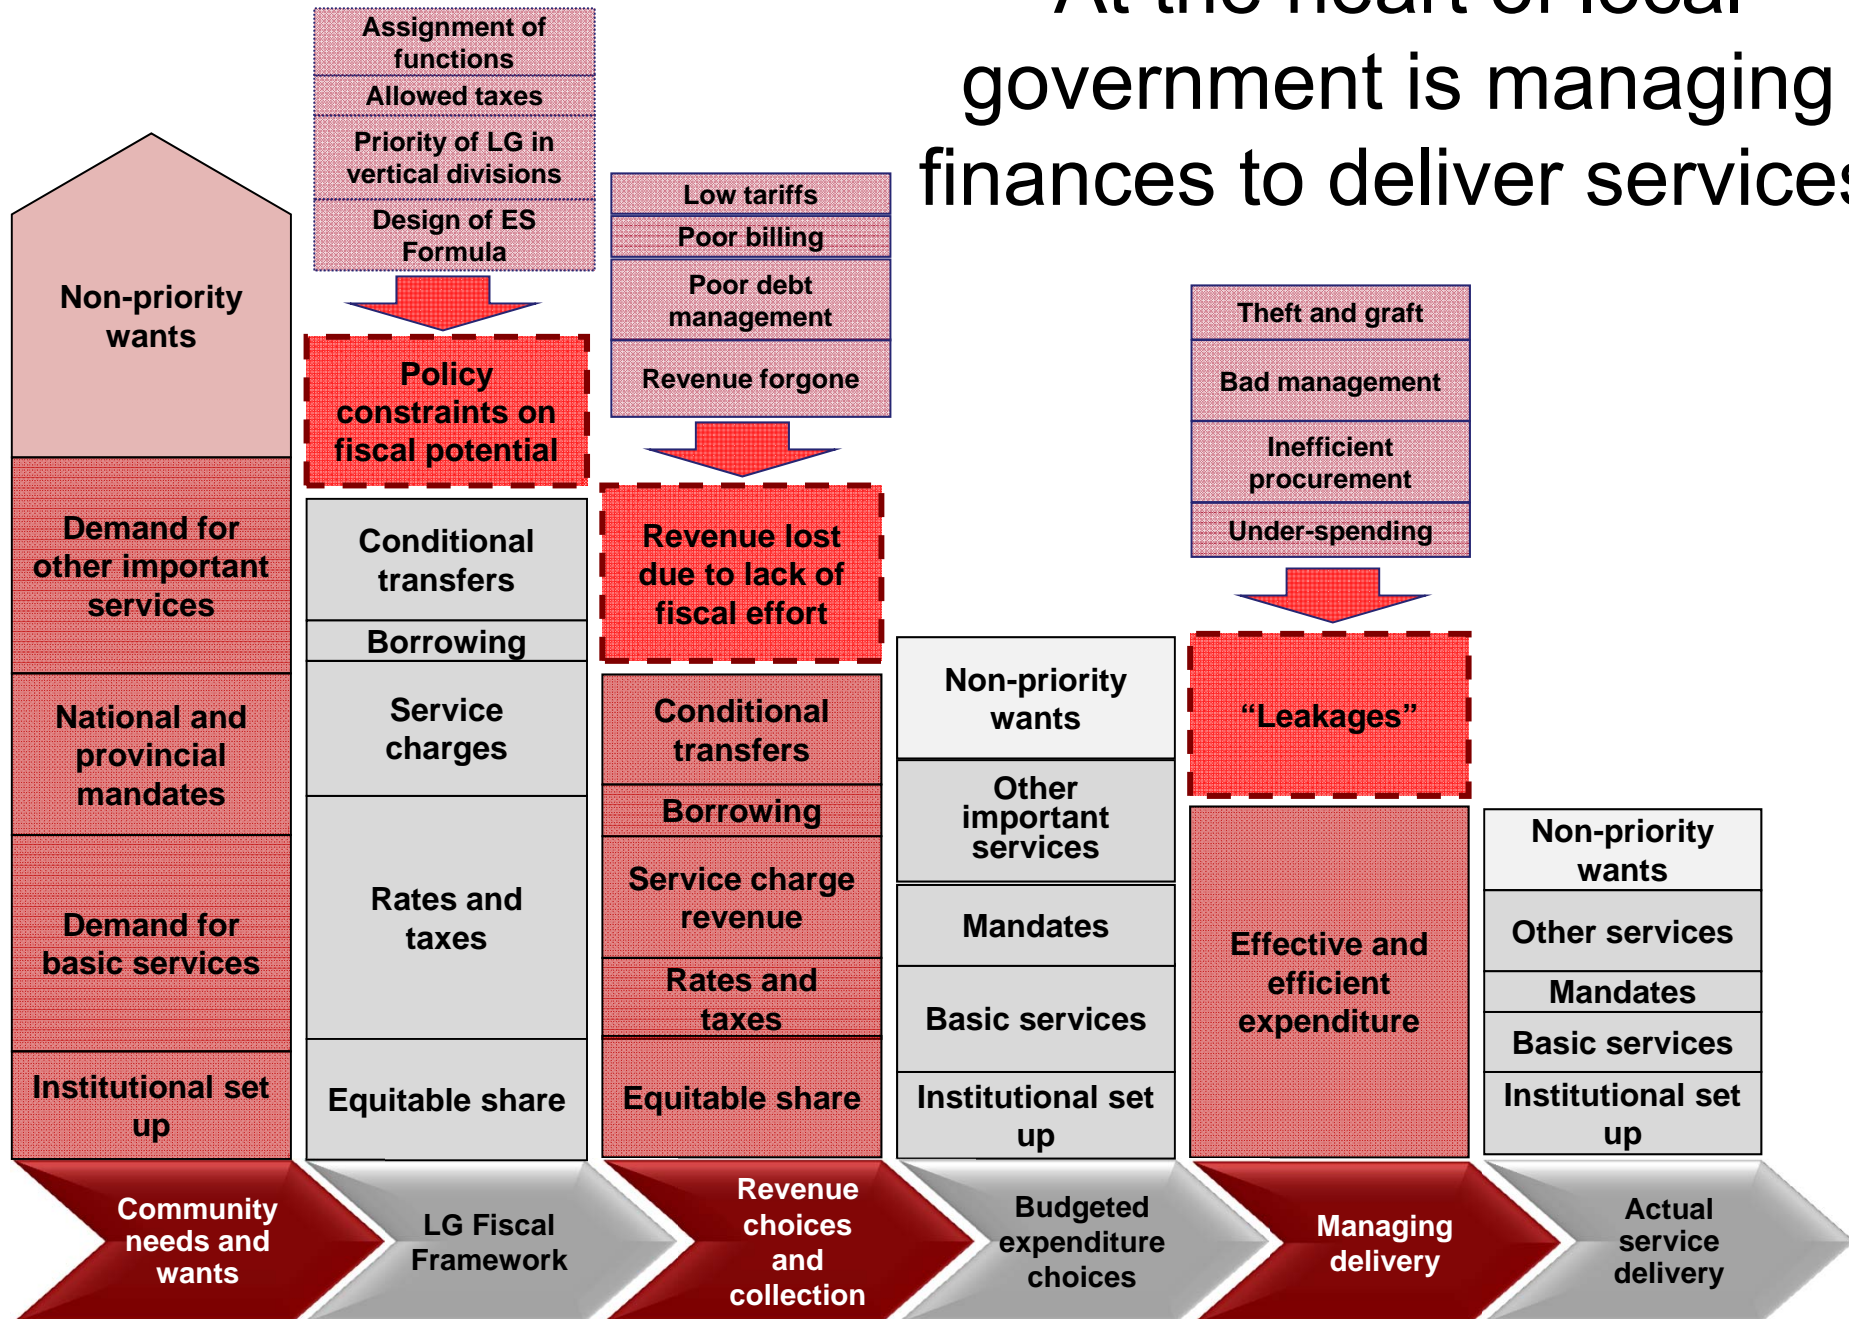 At the heart of local
government is managing
finances to deliver services
Assignment of
functions
Allowed taxes
Priority of LG in
vertical divisions
Design of ES
Formula
Low tariffs
Poor billing
Poor debt
management
Revenue forgone
Theft and graft
Bad management
Inefficient
procurement
Under-spending
Non-priority
wants
Demand for
other important
services
National and
provincial
mandates
Demand for
basic services
Institutional set
up
Policy
constraints on
fiscal potential
Conditional
transfers
Borrowing
Service
charges
Rates and
taxes
Equitable share
Revenue lost
due to lack of
fiscal effort
Conditional
transfers
Borrowing
Service charge
revenue
Rates and
taxes
Equitable share
Non-priority
wants
Other
important
services
Mandates
Basic services
Institutional set
up
“Leakages”
Effective and
efficient
expenditure
Non-priority
wants
Other services
Mandates
Basic services
Institutional set
up
Community
needs and
wants
LG Fiscal
Framework
Revenue
choices
and
collection
Budgeted
expenditure
choices
Managing
delivery
Actual
service
delivery